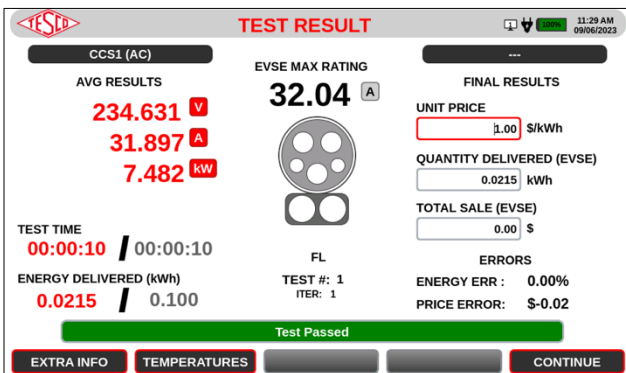 TESCO
TEST RESULT
1
100%
11:29 AM
09/06/2023
CCS1 (AC)
AVG RESULTS
234.631 V
31.897 A
7.482 kW
TEST TIME
00:00:10 / 00:00:10
ENERGY DELIVERED (kWh)
0.0215 / 0.100
EVSE MAX RATING
32.04 A
FL
TEST #: 1
ITER: 1
---
FINAL RESULTS
UNIT PRICE
1.00 $/kWh
QUANTITY DELIVERED (EVSE)
0.0215 kWh
TOTAL SALE (EVSE)
0.00 $
ERRORS
ENERGY ERR : 0.00%
PRICE ERROR: $-0.02
Test Passed
EXTRA INFO
TEMPERATURES
CONTINUE